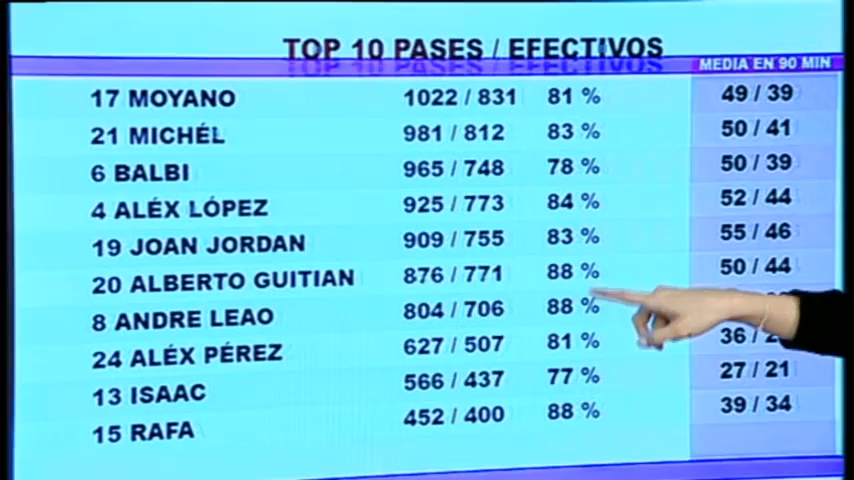 TOP 10 PASES / EFECTIVOS
MEDIA EN 90 MIN
17 MOYANO 1022 / 831 81 % 49 / 39
21 MICHÉL 981 / 812 83 % 50 / 41
6 BALBI 965 / 748 78 % 50 / 39
4 ALÉX LÓPEZ 925 / 773 84 % 52 / 44
19 JOAN JORDAN 909 / 755 83 % 55 / 46
20 ALBERTO GUITIAN 876 / 771 88 % 50 / 44
8 ANDRE LEAO 804 / 706 88 %
24 ALÉX PÉREZ 627 / 507 81 % 36 /
13 ISAAC 566 / 437 77 % 27 / 21
15 RAFA 452 / 400 88 % 39 / 34